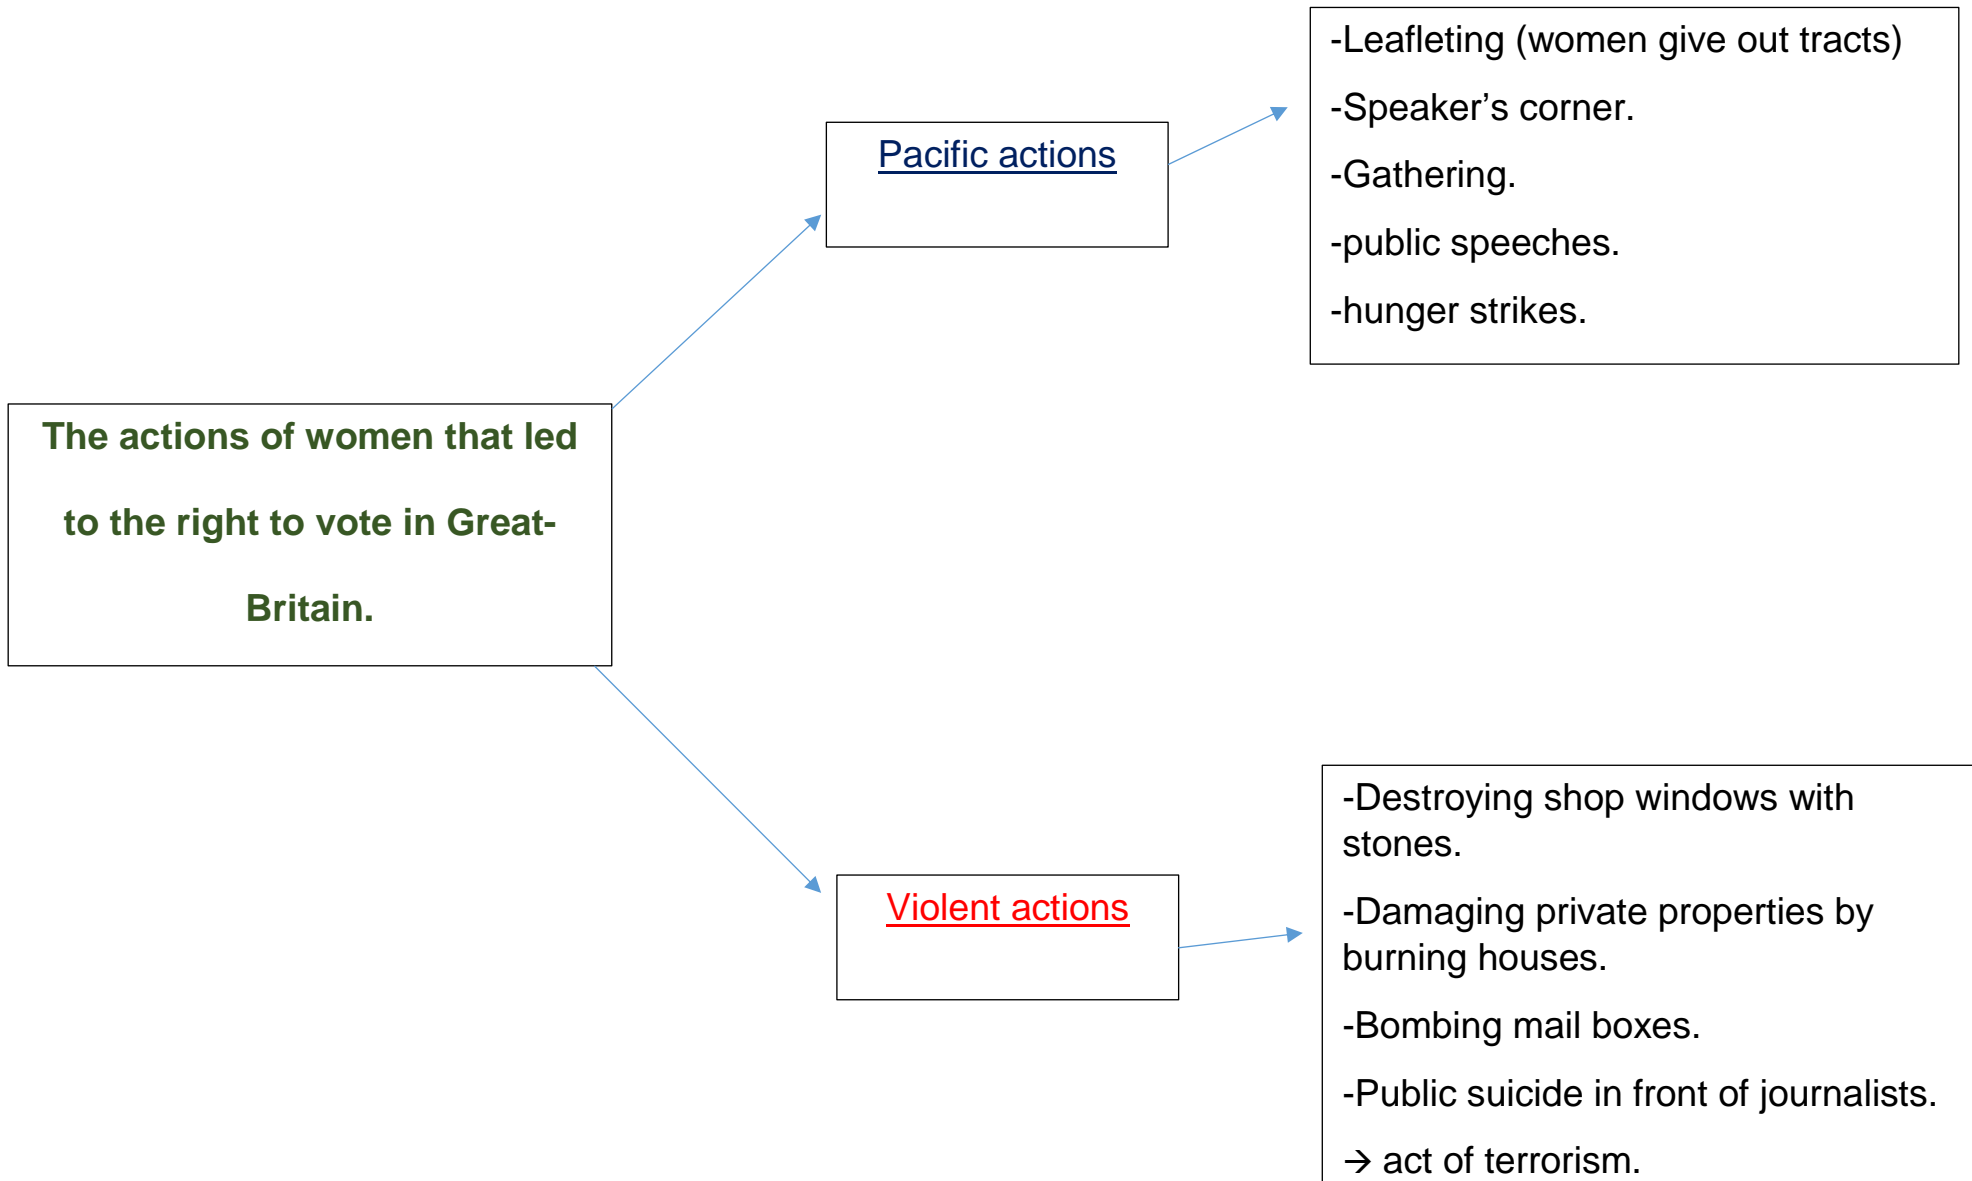 The actions of women that led
to the right to vote in Great-
Britain.
Pacific actions
-Leafleting (women give out tracts)
-Speaker’s corner.
-Gathering.
-public speeches.
-hunger strikes.
Violent actions
-Destroying shop windows with
stones.
-Damaging private properties by
burning houses.
-Bombing mail boxes.
-Public suicide in front of journalists.
→ act of terrorism.